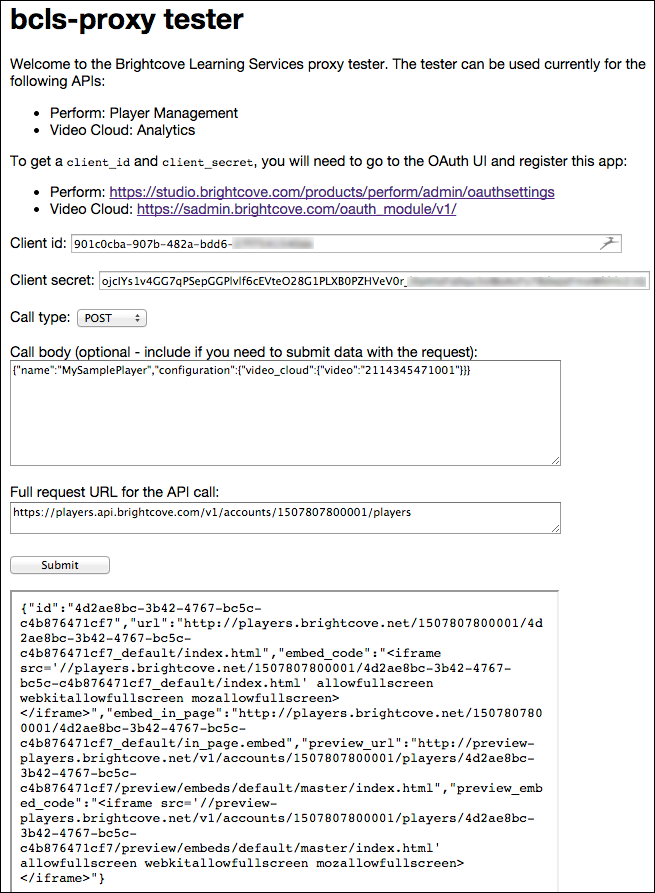 bcls-proxy tester
Welcome to the Brightcove Learning Services proxy tester. The tester can be used currently for the
following APIs:
• Perform: Player Management
• Video Cloud: Analytics
To get a client_id and client_secret, you will need to go to the OAuth UI and register this app:
• Perform: https://studio.brightcove.com/products/perform/admin/oauthsettings
• Video Cloud: https://sadmin.brightcove.com/oauth_module/v1/
Client id: 901c0cba-907b-482a-bdd6-
Client secret: ojclYs1v4GG7qPSepGGPlvlf6cEVteO28G1PLXB0PZHVeV0r_
Call type: POST
Call body (optional - include if you need to submit data with the request):
{"name":"MySamplePlayer","configuration":{"video_cloud":{"video":"2114345471001"}}}
Full request URL for the API call:
https://players.api.brightcove.com/v1/accounts/1507807800001/players
Submit
{"id":"4d2ae8bc-3b42-4767-bc5c-
c4b876471cf7","url":"http://players.brightcove.net/1507807800001/4d
2ae8bc-3b42-4767-bc5c-
c4b876471cf7_default/index.html","embed_code":"<iframe
src='//players.brightcove.net/1507807800001/4d2ae8bc-3b42-4767-
bc5c-c4b876471cf7_default/index.html' allowfullscreen
webkitallowfullscreen mozallowfullscreen>
</iframe>","embed_in_page":"http://players.brightcove.net/150780780
0001/4d2ae8bc-3b42-4767-bc5c-
c4b876471cf7_default/in_page.embed","preview_url":"http://preview-
players.brightcove.net/v1/accounts/1507807800001/players/4d2ae8bc-
3b42-4767-bc5c-
c4b876471cf7/preview/embeds/default/master/index.html","preview_emb
ed_code":"<iframe src='//preview-
players.brightcove.net/v1/accounts/1507807800001/players/4d2ae8bc-
3b42-4767-bc5c-
c4b876471cf7/preview/embeds/default/master/index.html'
allowfullscreen webkitallowfullscreen mozallowfullscreen>
</iframe>"}